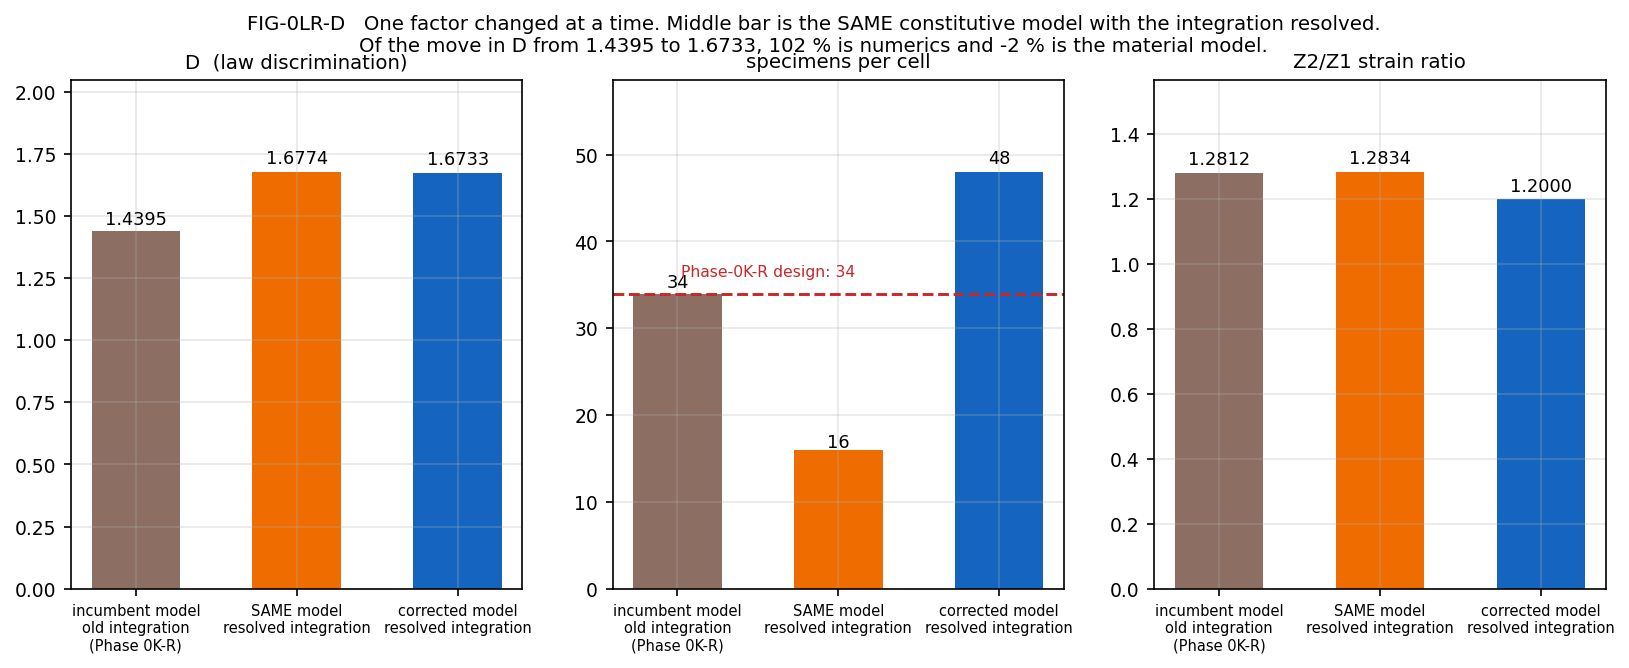 FIG-0LR-D   One factor changed at a time. Middle bar is the SAME constitutive model with the integration resolved.
Of the move in D from 1.4395 to 1.6733, 102 % is numerics and -2 % is the material model.
D  (law discrimination)
2.00
1.75
1.50
1.25
1.00
0.75
0.50
0.25
0.00
1.4395
1.6774
1.6733
incumbent model
old integration
(Phase 0K-R)
SAME model
resolved integration
corrected model
resolved integration
specimens per cell
50
40
30
20
10
0
Phase-0K-R design: 34
34
16
48
incumbent model
old integration
(Phase 0K-R)
SAME model
resolved integration
corrected model
resolved integration
Z2/Z1 strain ratio
1.4
1.2
1.0
0.8
0.6
0.4
0.2
0.0
1.2812
1.2834
1.2000
incumbent model
old integration
(Phase 0K-R)
SAME model
resolved integration
corrected model
resolved integration